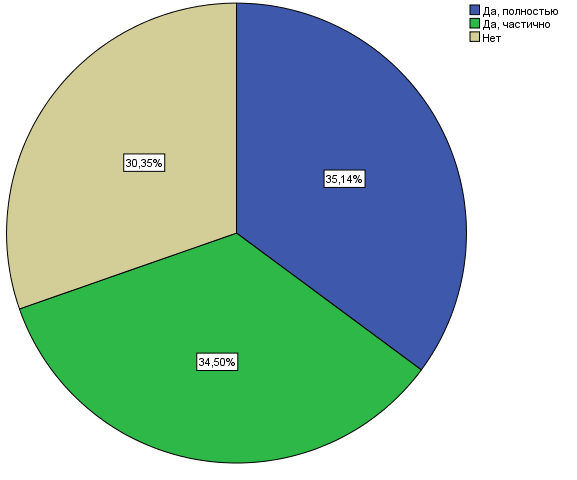 Да, полностью
Да, частично
Нет
30,35%
35,14%
34,50%